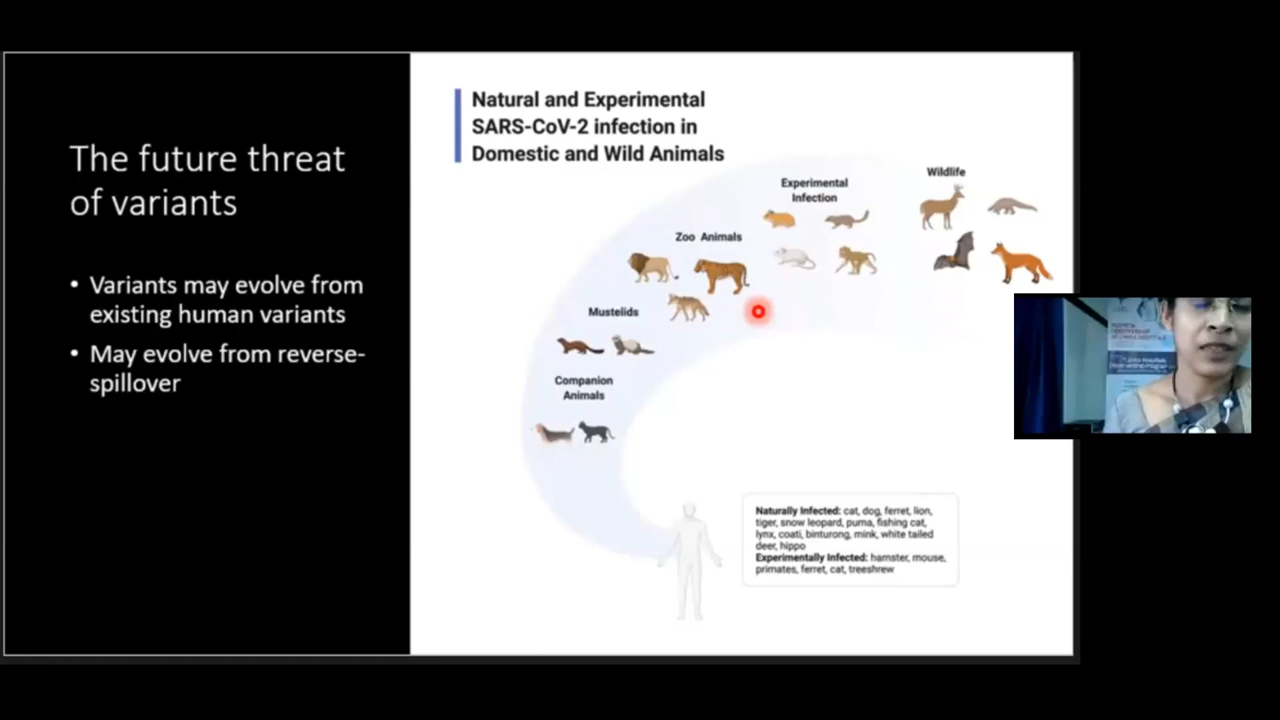 The future threat
of variants
• Variants may evolve from
existing human variants
• May evolve from reverse-
spillover
Natural and Experimental
SARS-CoV-2 infection in
Domestic and Wild Animals
Wildlife
Experimental
Infection
Zoo Animals
Mustelids
Companion
Animals
Naturally Infected: cat, dog, ferret, lion,
tiger, snow leopard, puma, fishing cat,
lynx, coati, binturong, mink, white tailed
deer, hippo
Experimentally Infected: hamster, mouse,
primates, ferret, cat, treeshrew